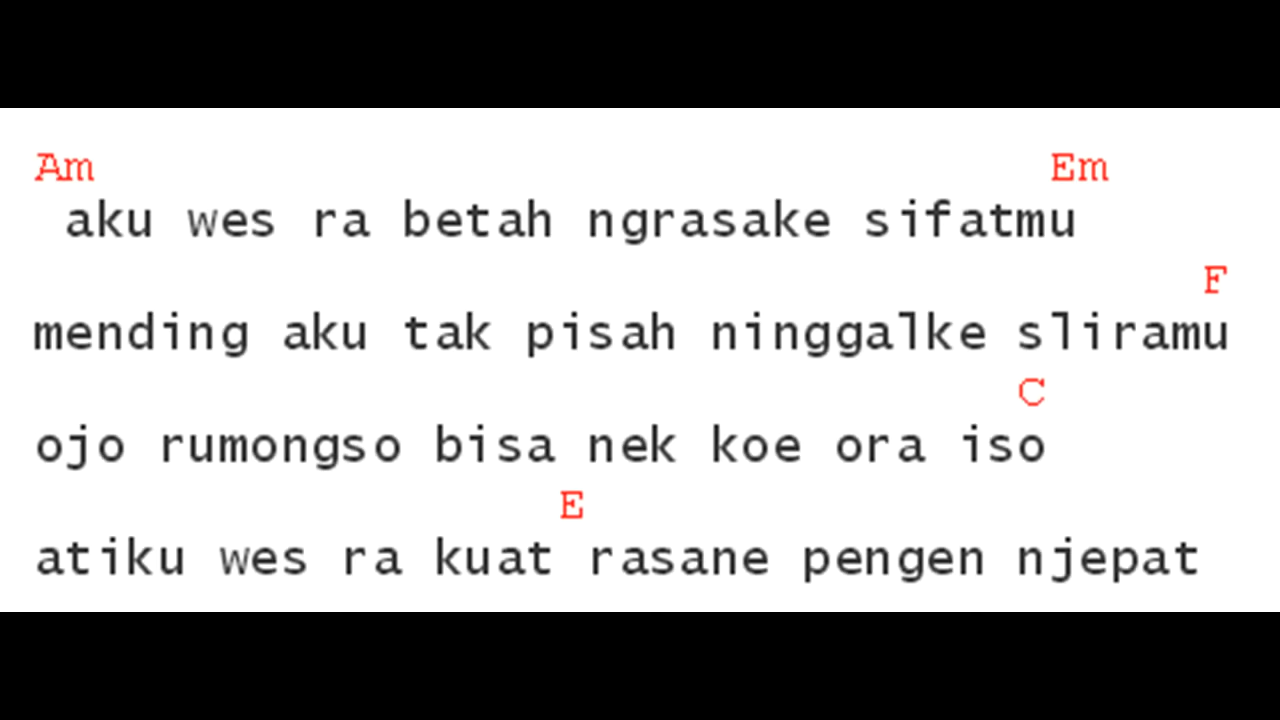 Am Em
aku wes ra betah ngrasake sifatmu
F
mending aku tak pisah ninggalke sliramu
C
ojo rumongso bisa nek koe ora iso
E
atiku wes ra kuat rasane pengen njepat